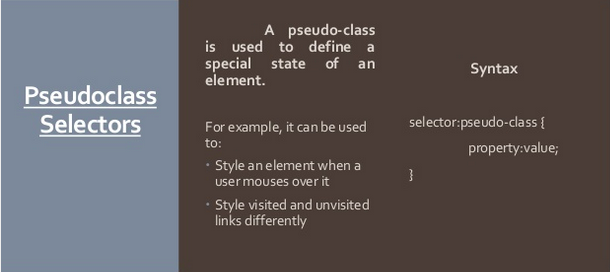 Pseudoclass
Selectors
A pseudo-class
is used to define a
special state of an
element.
For example, it can be used
to:
• Style an element when a
user mouses over it
• Style visited and unvisited
links differently
Syntax
selector:pseudo-class {
property:value;
}